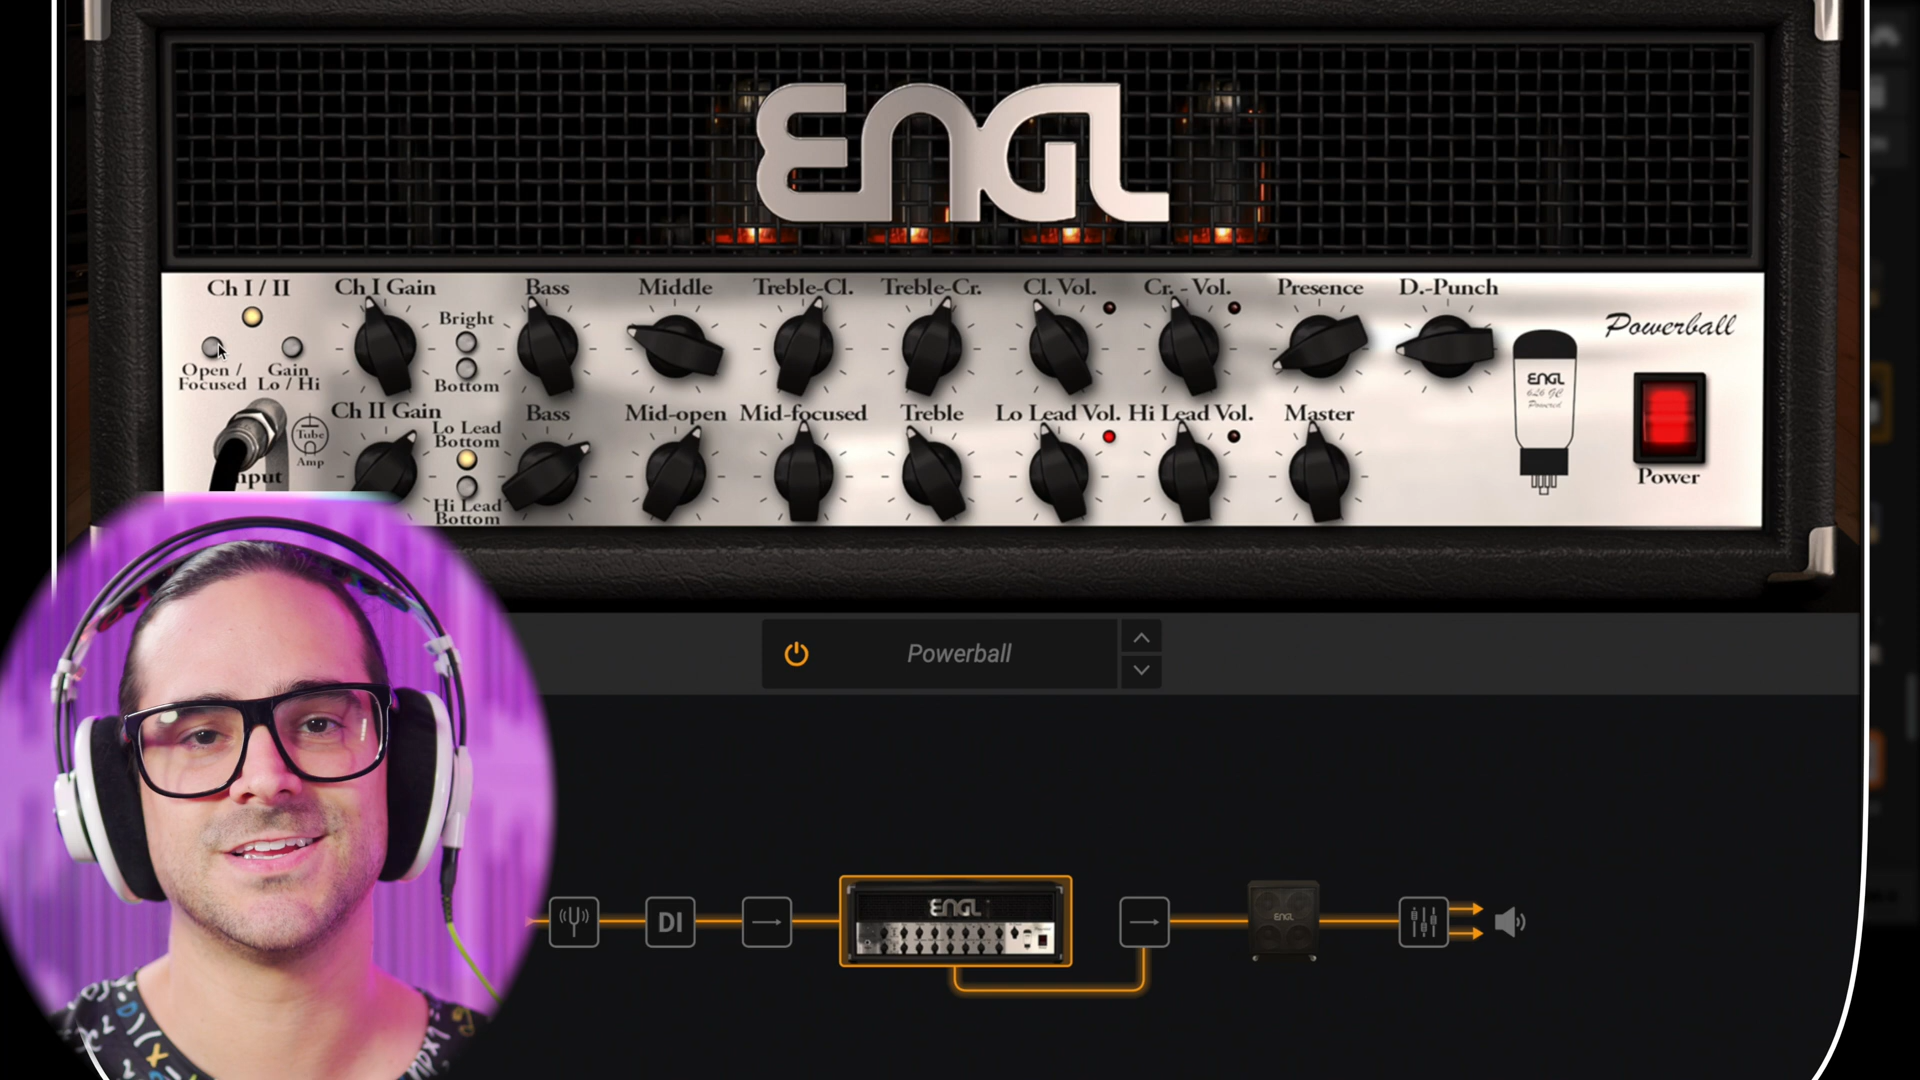 ENGL
Ch I / II
Ch I Gain
Bass
Middle
Treble-Cl.
Treble-Cr.
Cl. Vol.
Cr. - Vol.
Presence
D.-Punch
Bright
Bottom
Open /
Focused
Gain
Lo / Hi
Powerball
ENGL
Powered
Ch II Gain
Lo Lead
Bottom
Bass
Mid-open
Mid-focused
Treble
Lo Lead Vol.
Hi Lead Vol.
Master
Tube
Amp
Hi Lead
Bottom
Power
Powerball
DI
ENGL
ENGL